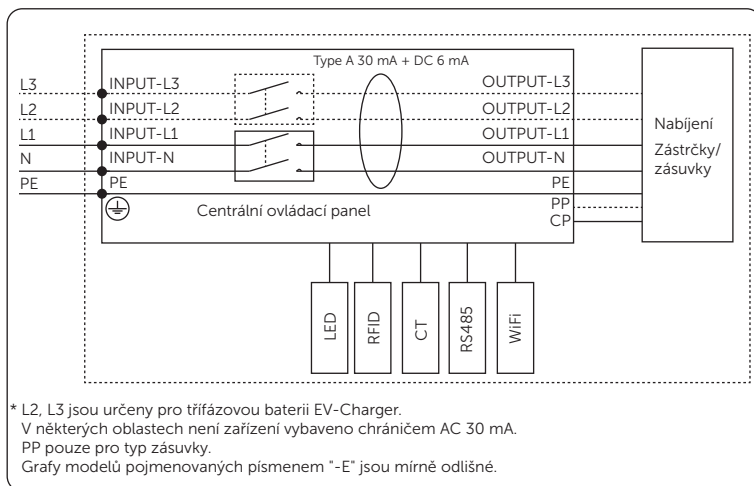 Type A 30 mA + DC 6 mA
L3 INPUT-L3 OUTPUT-L3
L2 INPUT-L2 OUTPUT-L2
L1 INPUT-L1 OUTPUT-L1
N INPUT-N OUTPUT-N
PE PE PE
PP
CP
Centrální ovládací panel
Nabíjení
Zástrčky/
zásuvky
LED
RFID
CT
RS485
WiFi
* L2, L3 jsou určeny pro třífázovou baterii EV-Charger.
V některých oblastech není zařízení vybaveno chráničem AC 30 mA.
PP pouze pro typ zásuvky.
Grafy modelů pojmenovaných písmenem "-E" jsou mírně odlišné.